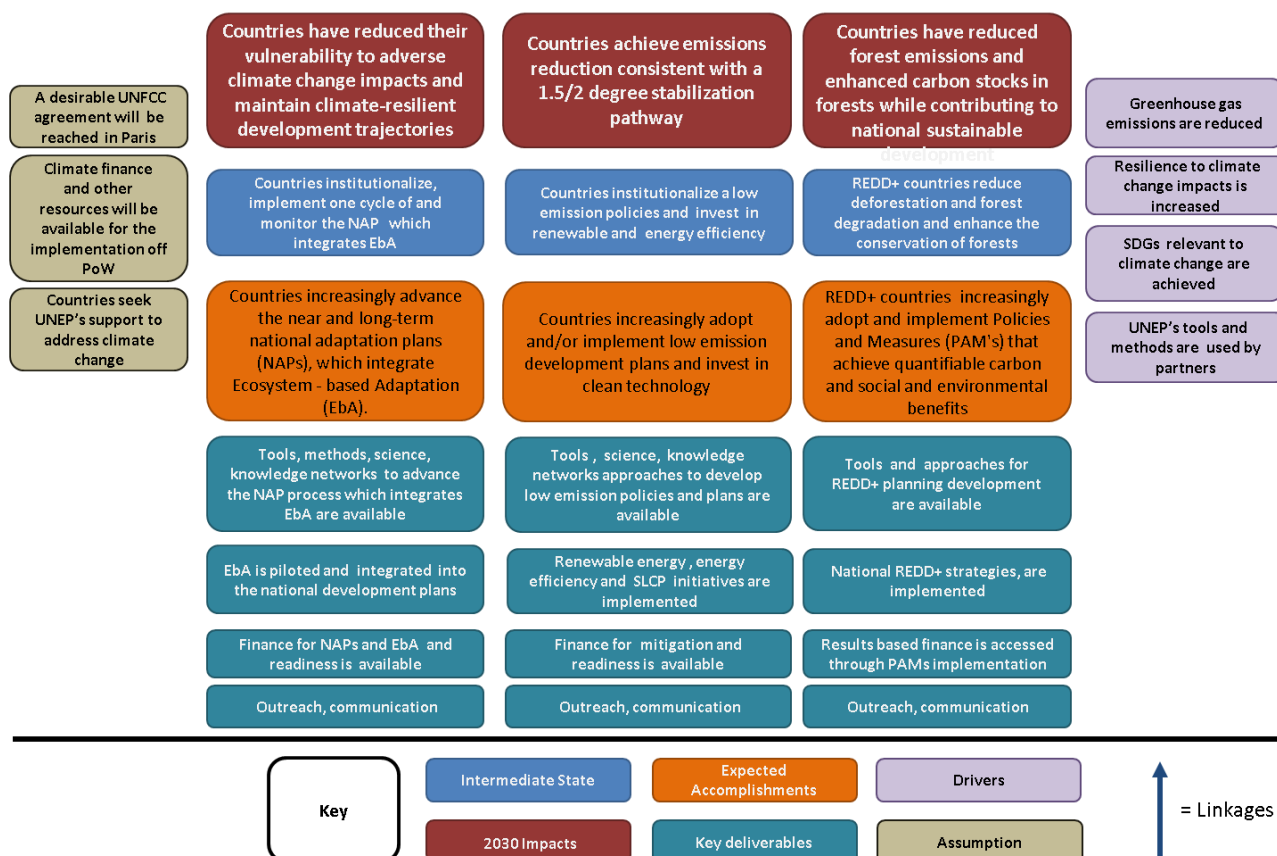 Countries have reduced their
vulnerability to adverse
climate change impacts and
maintain climate-resilient
development trajectories
Countries achieve emissions
reduction consistent with a
1.5/2 degree stabilization
pathway
Countries have reduced
forest emissions and
enhanced carbon stocks in
forests while contributing to
national sustainable
development
A desirable UNFCC
agreement will be
reached in Paris
Climate finance
and other
resources will be
available for the
implementation off
PoW
Countries seek
UNEP's support to
address climate
change
Countries institutionalize,
implement one cycle of and
monitor the NAP which
integrates EbA
Countries institutionalize a low
emission policies and invest in
renewable and energy efficiency
REDD+ countries reduce
deforestation and forest
degradation and enhance the
conservation of forests
Greenhouse gas
emissions are reduced
Resilience to climate
change impacts is
increased
SDGs relevant to
climate change are
achieved
UNEP's tools and
methods are used by
partners
Countries increasingly advance
the near and long-term
national adaptation plans
(NAPs), which integrate
Ecosystem - based Adaptation
(EbA).
Countries increasingly adopt
and/or implement low emission
development plans and invest in
clean technology
REDD+ countries increasingly
adopt and implement Policies
and Measures (PAM's) that
achieve quantifiable carbon
and social and environmental
benefits
Tools, methods, science,
knowledge networks to advance
the NAP process which integrates
EbA are available
Tools , science, knowledge
networks approaches to develop
low emission policies and plans are
available
Tools and approaches for
REDD+ planning development
are available
EbA is piloted and integrated into
the national development plans
Renewable energy , energy
efficiency and SLCP initiatives are
implemented
National REDD+ strategies, are
implemented
Finance for NAPs and EbA and
readiness is available
Finance for mitigation and
readiness is available
Results based finance is accessed
through PAMs implementation
Outreach, communication
Outreach, communication
Outreach, communication
Key
Intermediate State
Expected
Accomplishments
Drivers
2030 Impacts
Key deliverables
Assumption
= Linkages